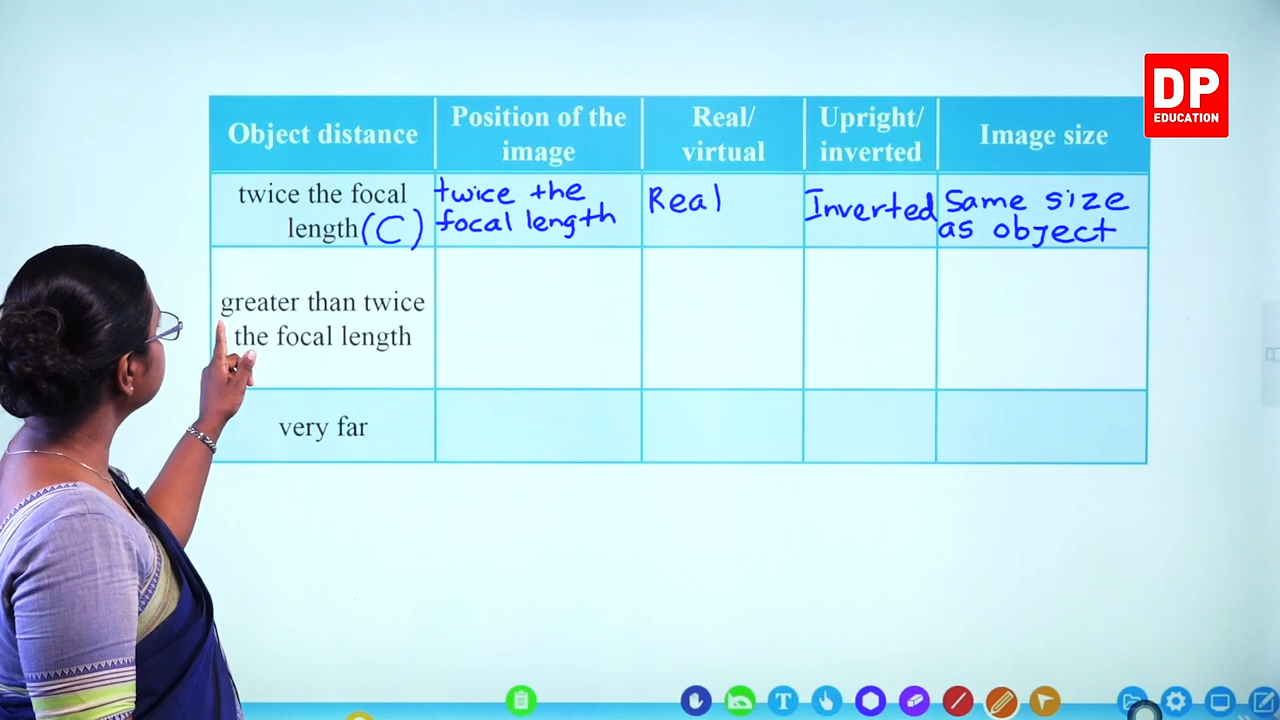 DP
EDUCATION
Object distance
Position of the
image
Real/
virtual
Upright/
inverted
Image size
twice the focal
length (C)
twice the
focal length
Real
Inverted
Same size
as object
greater than twice
the focal length
very far
T